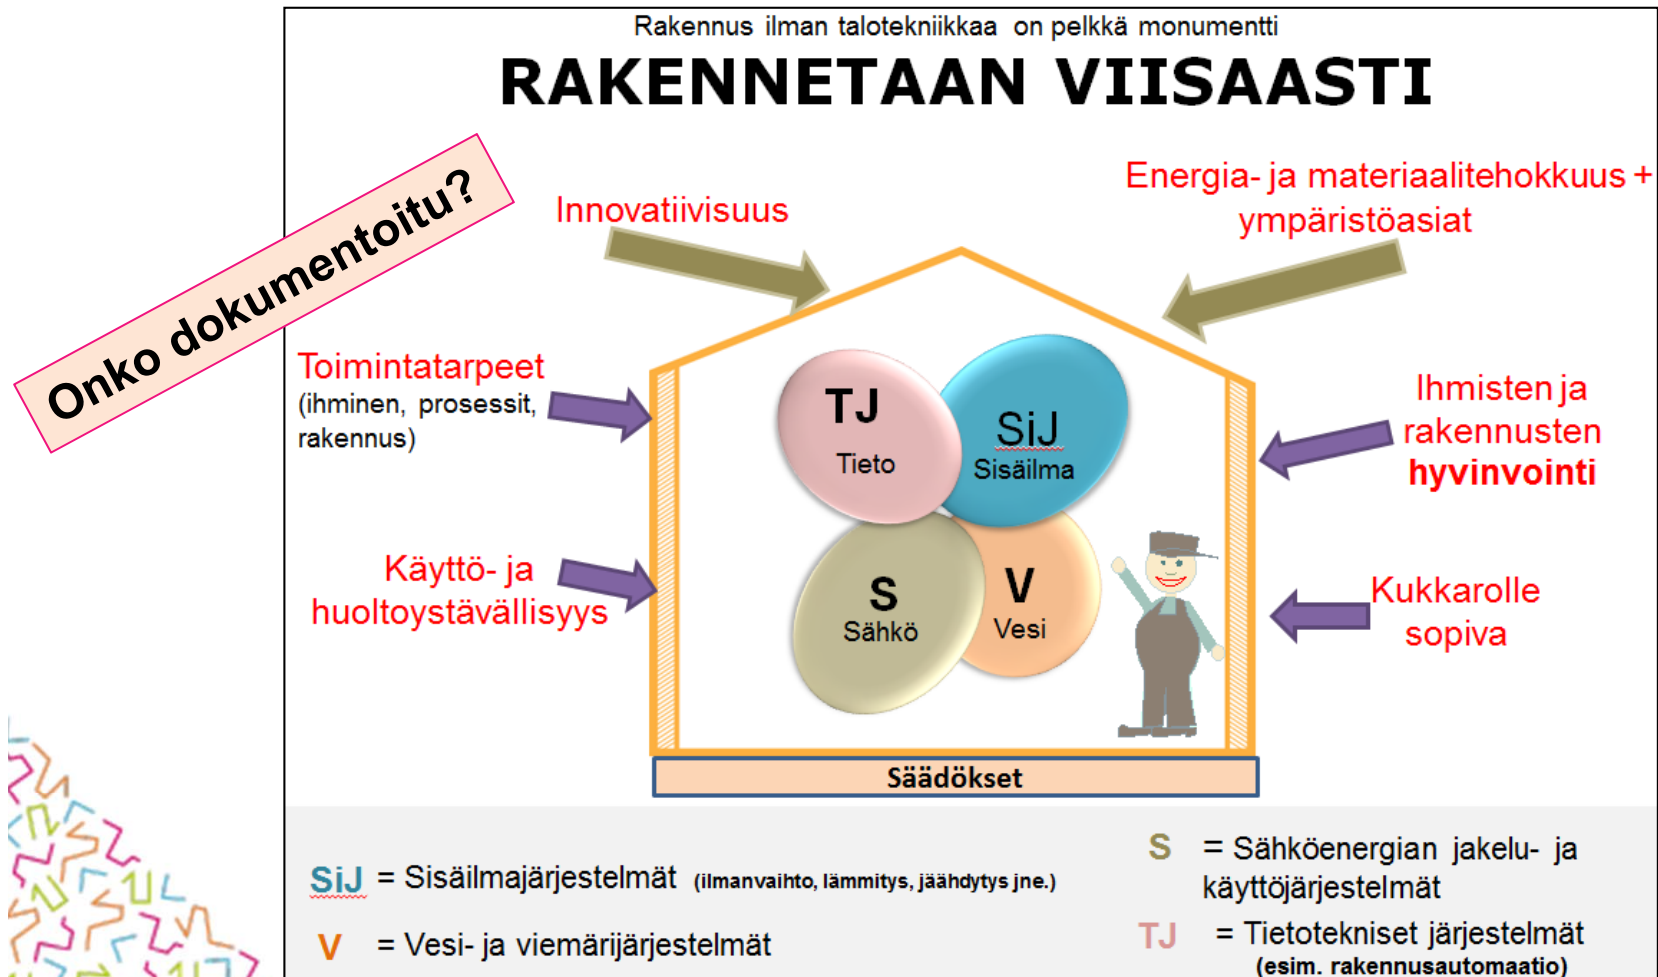 Rakennus ilman talotekniikkaa on pelkkä monumentti
RAKENNETAAN VIISAASTI
Onko dokumentoitu?
Innovatiivisuus
Energia- ja materiaalitehokkuus +
ympäristöasiat
Toimintatarpeet
(ihminen, prosessit,
rakennus)
TJ
Tieto
SiJ
Sisäilma
Ihmisten ja
rakennusten
hyvinvointi
Käyttö- ja
huoltoystävällisyys
S
Sähkö
V
Vesi
Kukkarolle
sopiva
Säädökset
SiJ = Sisäilmajärjestelmät (ilmanvaihto, lämmitys, jäähdytys jne.)
V = Vesi- ja viemärijärjestelmät
S = Sähköenergian jakelu- ja
käyttöjärjestelmät
TJ = Tietotekniset järjestelmät
(esim. rakennusautomaatio)